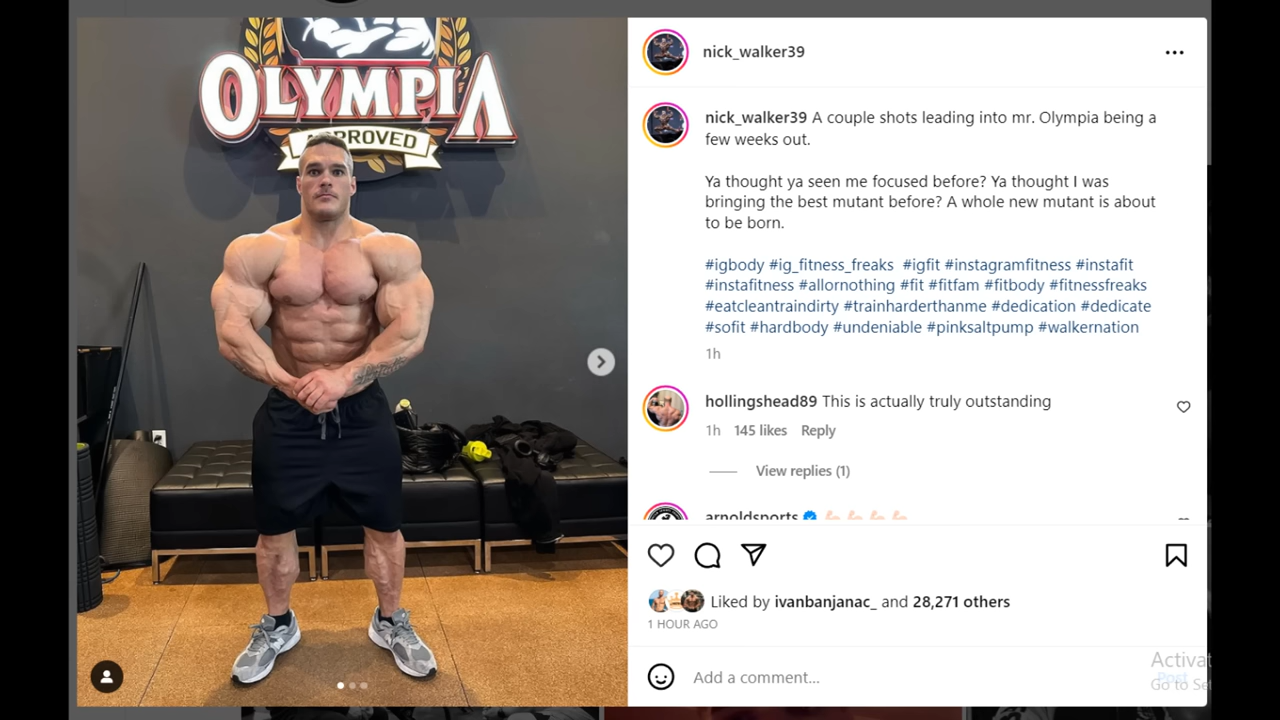 OLYMPIA
APPROVED
nick_walker39
nick_walker39 A couple shots leading into mr. Olympia being a
few weeks out.
Ya thought ya seen me focused before? Ya thought I was
bringing the best mutant before? A whole new mutant is about
to be born.
#igbody #ig_fitness_freaks #igfit #instagramfitness #instafit
#instafitness #allornothing #fit #fitfam #fitbody #fitnessfreaks
#eatcleantraindirty #trainharderthanme #dedication #dedicate
#sofit #hardbody #undeniable #pinksaltpump #walkernation
1h
hollingshead89 This is actually truly outstanding
1h 145 likes Reply
View replies (1)
arnoldsports
Liked by ivanbanjanac_ and 28,271 others
1 HOUR AGO
Add a comment...
Post
Activat
Go to Set